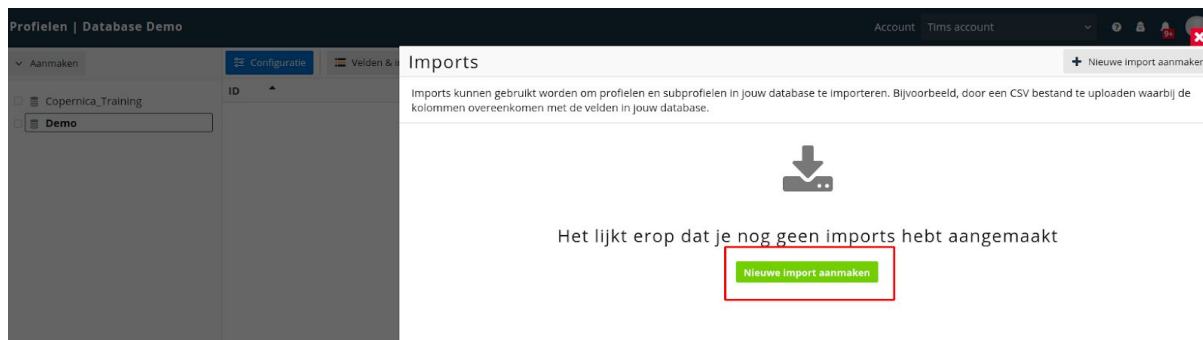 Profielen | Database Demo
Account Tims account
9+
Aanmaken
Configuratie
Velden & i
ID
Copernica_Training
Demo
Imports
Nieuwe import aanmaken
Imports kunnen gebruikt worden om profielen en subprofielen in jouw database te importeren. Bijvoorbeeld, door een CSV bestand te uploaden waarbij de
kolommen overeenkomen met de velden in jouw database.
Het lijkt erop dat je nog geen imports hebt aangemaakt
Nieuwe import aanmaken